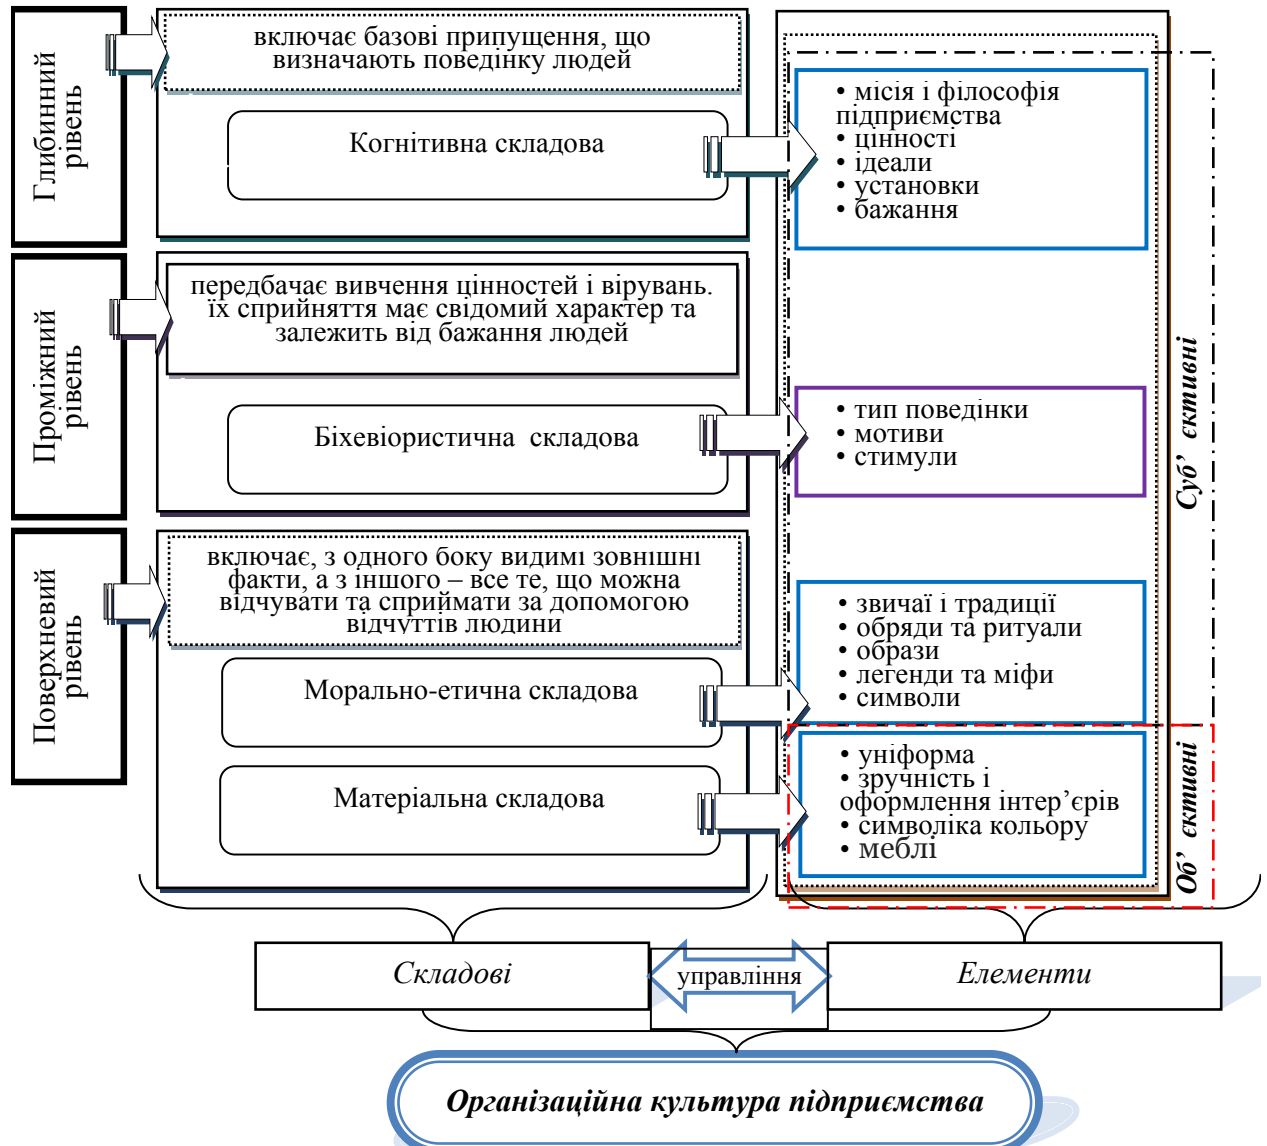 Глибинний
рівень
включає базові припущення, що
визначають поведінку людей
Когнітивна складова
• місія і філософія
підприємства
• цінності
• ідеали
• установки
• бажання
Проміжний
рівень
передбачає вивчення цінностей і вірувань.
їх сприйняття має свідомий характер та
залежить від бажання людей
Біхевіористична складова
• тип поведінки
• мотиви
• стимули
Суб’ єктивні
Поверхневий
рівень
включає, з одного боку видимі зовнішні
факти, а з іншого – все те, що можна
відчувати та сприймати за допомогою
відчуттів людини
Морально-етична складова
• звичаї і традиції
• обряди та ритуали
• образи
• легенди та міфи
• символи
Матеріальна складова
• уніформа
• зручність і
оформлення інтер’єрів
• символіка кольору
• меблі
Об’ єктивні
Складові
управління
Елементи
Організаційна культура підприємства